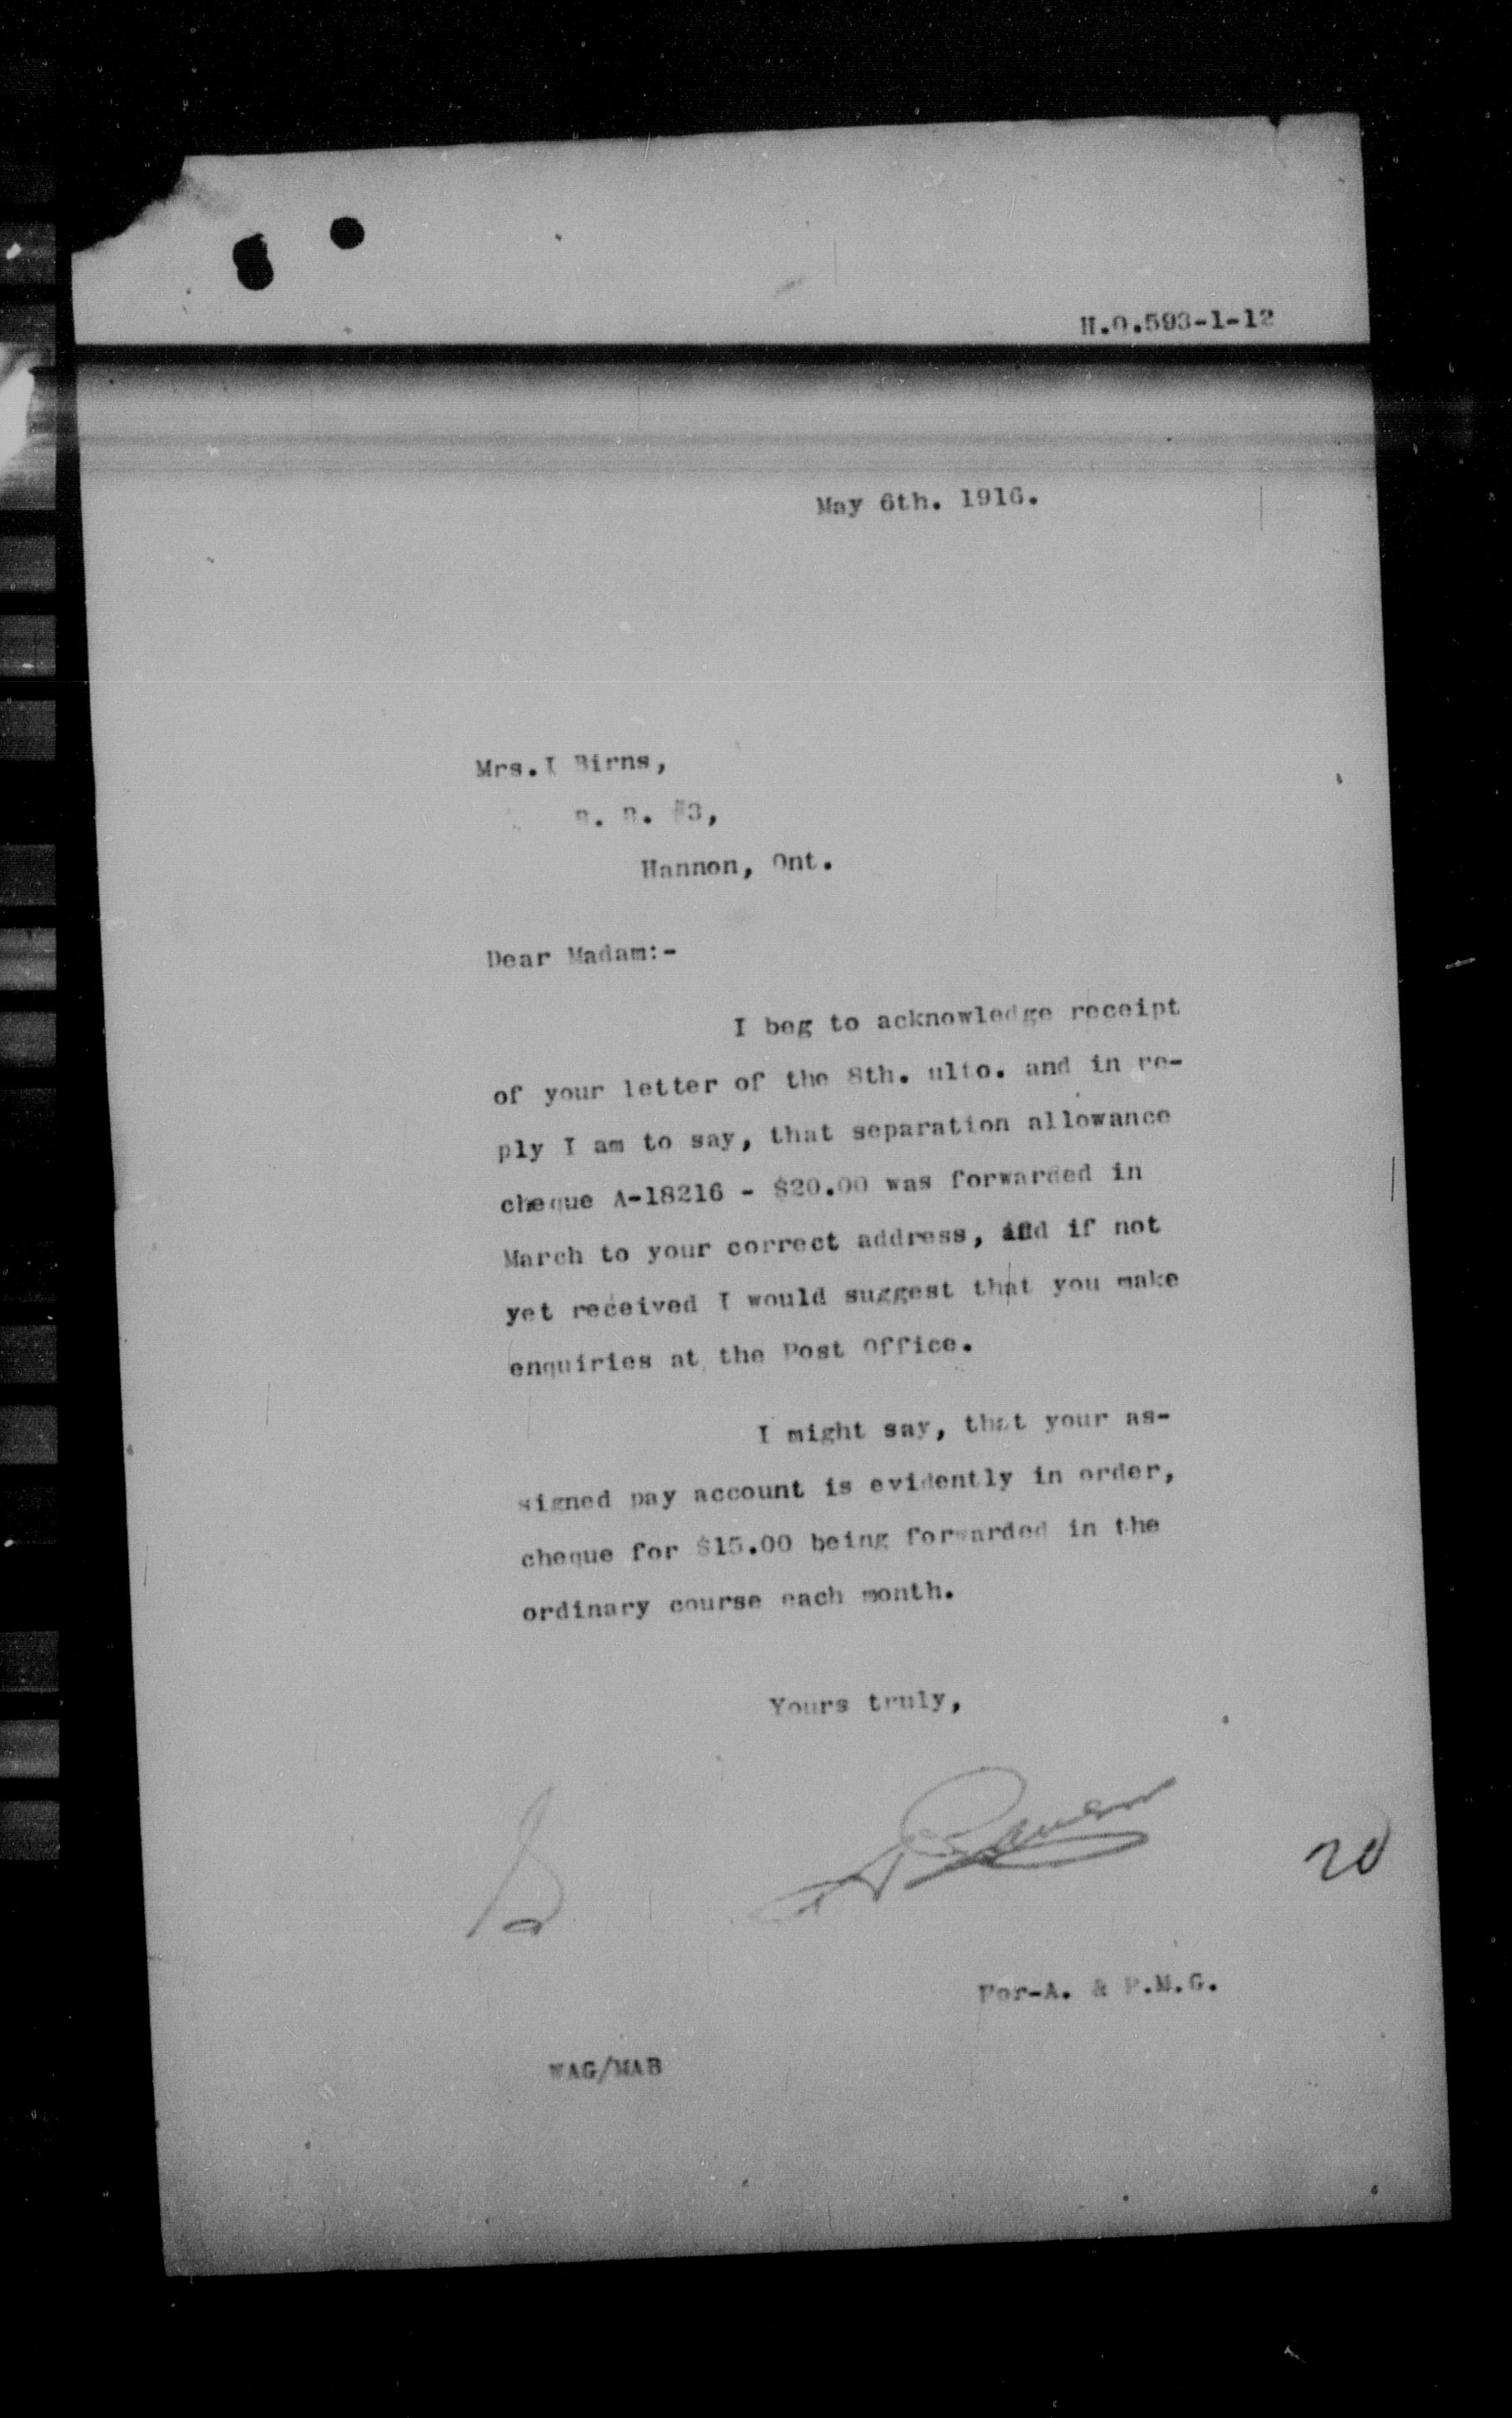 H.Q.593-1-12
May 6th. 1916.
Mrs. I Birns,
R. R. #3,
Hannon, Ont.
Dear Madam:-
I beg to acknowledge receipt
of your letter of the 8th. ulto. and in re-
ply I am to say, that separation allowance
cheque A-18216 - $20.00 was forwarded in
March to your correct address, and if not
yet received I would suggest that you make
enquiries at the Post Office.
I might say, that your as-
signed pay account is evidently in order,
cheque for $15.00 being forwarded in the
ordinary course each month.
Yours truly,
20
For-A. & P.M.G.
WAG/MAB